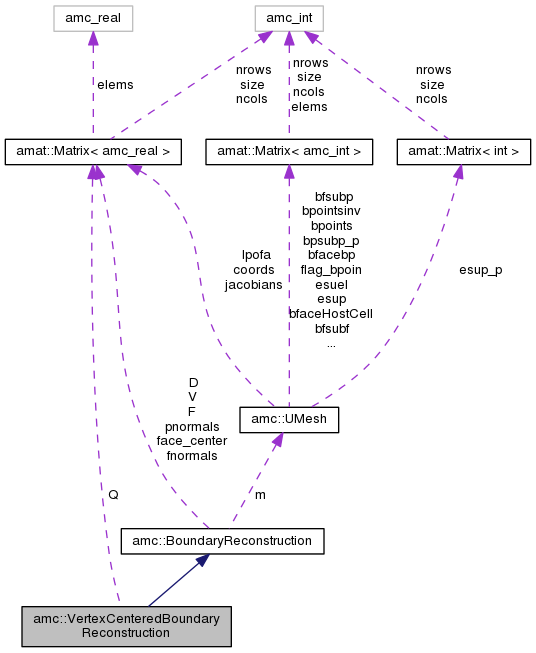 amc_real
amc_int
elems
nrows
size
ncols
nrows
size
ncols
elems
nrows
size
ncols
amat::Matrix< amc_real >
amat::Matrix< amc_int >
amat::Matrix< int >
lpofa
coords
jacobians
bfsubp
bpointsinv
bpoints
bpsubp_p
bfacebp
flag_bpoin
esuel
esup
bfaceHostCell
bfsubf
...
esup_p
D
V
F
pnormals
face_center
fnormals
amc::UMesh
Q
m
amc::BoundaryReconstruction
amc::VertexCenteredBoundary
Reconstruction